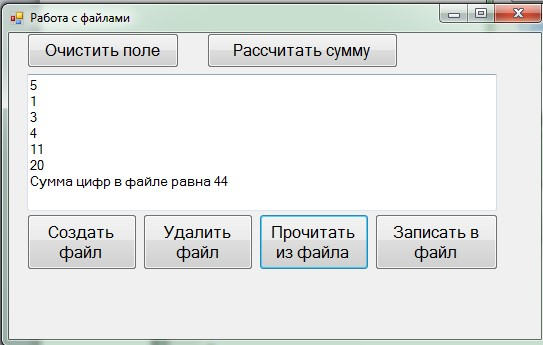 Работа с файлами
Очистить поле
Рассчитать сумму
5
1
3
4
11
20
Сумма цифр в файле равна 44
Создать
файл
Удалить
файл
Прочитать
из файла
Записать в
файл